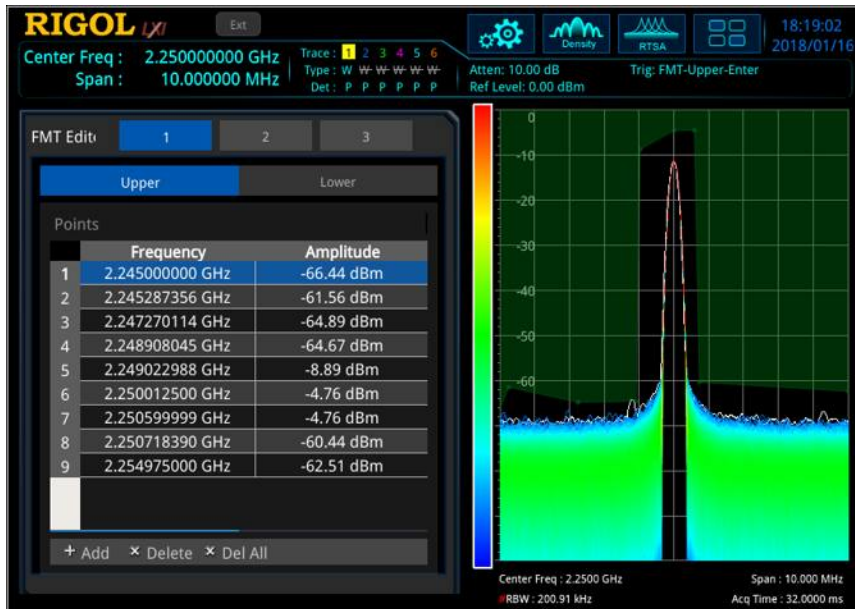 RIGOL LXI Ext
Center Freq : 2.250000000 GHz
Span : 10.000000 MHz
Trace : 1 2 3 4 5 6
Type : W W W W W W
Det : P P P P P P
Density
RTSA
18:19:02
2018/01/16
Atten: 10.00 dB Trig: FMT-Upper-Enter
Ref Level: 0.00 dBm
FMT Edit 1 2 3
Upper Lower
Points
Frequency Amplitude
1 2.245000000 GHz -66.44 dBm
2 2.245287356 GHz -61.56 dBm
3 2.247270114 GHz -64.89 dBm
4 2.248908045 GHz -64.67 dBm
5 2.249022988 GHz -8.89 dBm
6 2.250012500 GHz -4.76 dBm
7 2.250599999 GHz -4.76 dBm
8 2.250718390 GHz -60.44 dBm
9 2.254975000 GHz -62.51 dBm
+ Add × Delete × Del All
0
-10
-20
-30
-40
-50
-60
Center Freq : 2.2500 GHz Span : 10.000 MHz
#RBW : 200.91 kHz Acq Time : 32.0000 ms